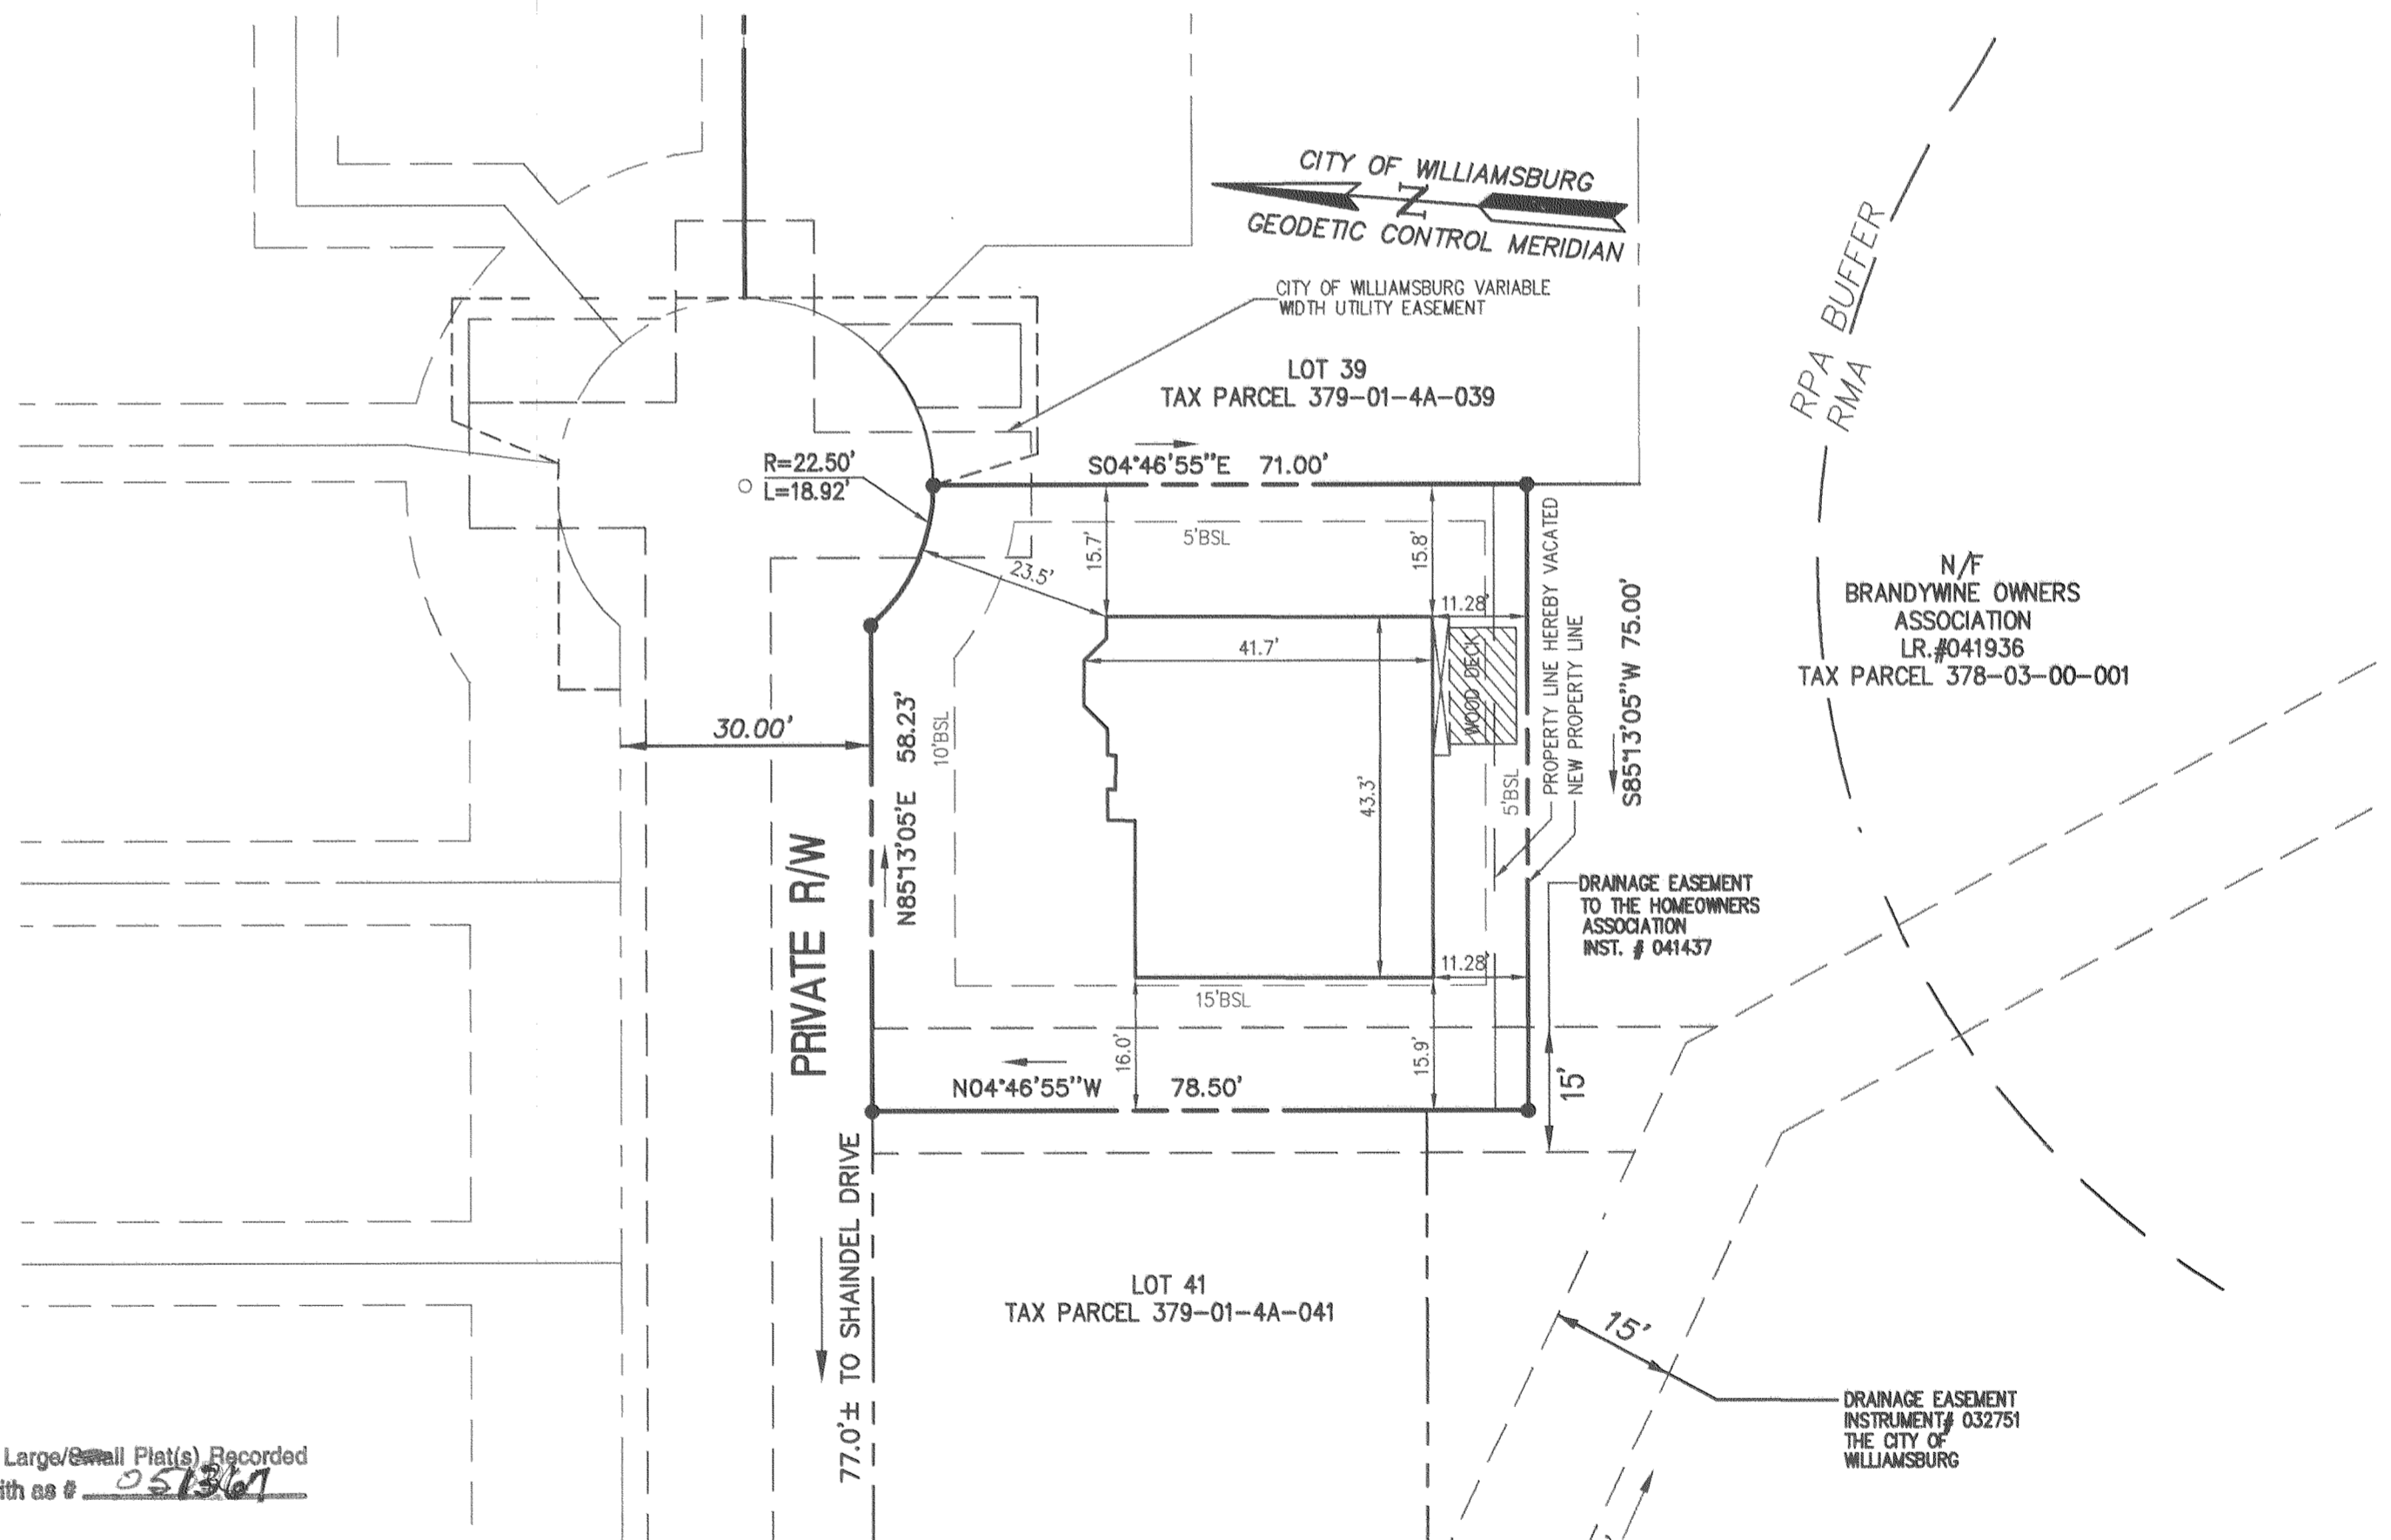 CITY OF WILLIAMSBURG
N
GEODETIC CONTROL MERIDIAN
CITY OF WILLIAMSBURG VARIABLE
WIDTH UTILITY EASEMENT
RPA BUFFER
RMA
LOT 39
TAX PARCEL 379-01-4A-039
R=22.50'
L=18.92'
S04°46'55"E 71.00'
5'BSL
15.7'
15.8'
23.5'
11.28'
41.7'
WOOD DECK
43.3'
PROPERTY LINE HEREBY VACATED
NEW PROPERTY LINE
S85°13'05"W 75.00'
N/F
BRANDYWINE OWNERS
ASSOCIATION
LR.#041936
TAX PARCEL 378-03-00-001
30.00'
N85°13'05'E 58.23'
10'BSL
5'BSL
PRIVATE R/W
DRAINAGE EASEMENT
TO THE HOMEOWNERS
ASSOCIATION
INST. # 041437
11.28'
15'BSL
16.0'
15.9'
15'
N04°46'55"W 78.50'
77.0'± TO SHAINDEL DRIVE
LOT 41
TAX PARCEL 379-01-4A-041
15'
DRAINAGE EASEMENT
INSTRUMENT# 032751
THE CITY OF
WILLIAMSBURG
Large/Small Plat(s) Recorded
ith as # 051367